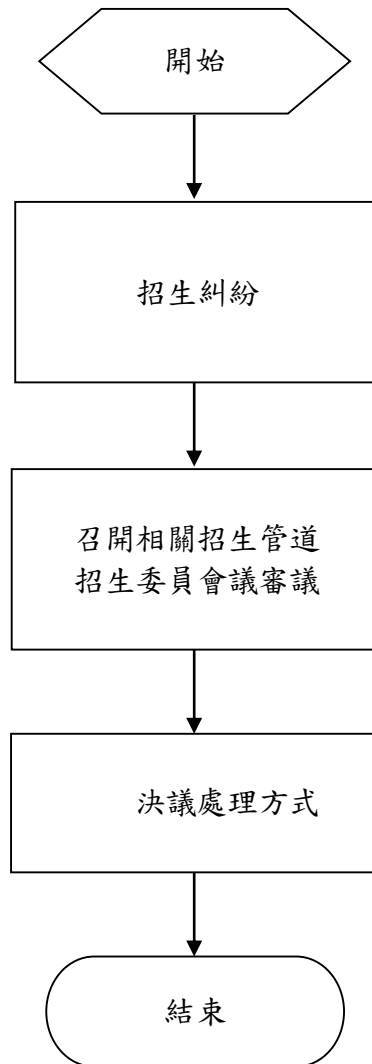 開始
招生糾紛
召開相關招生管道
招生委員會議審議
決議處理方式
結束